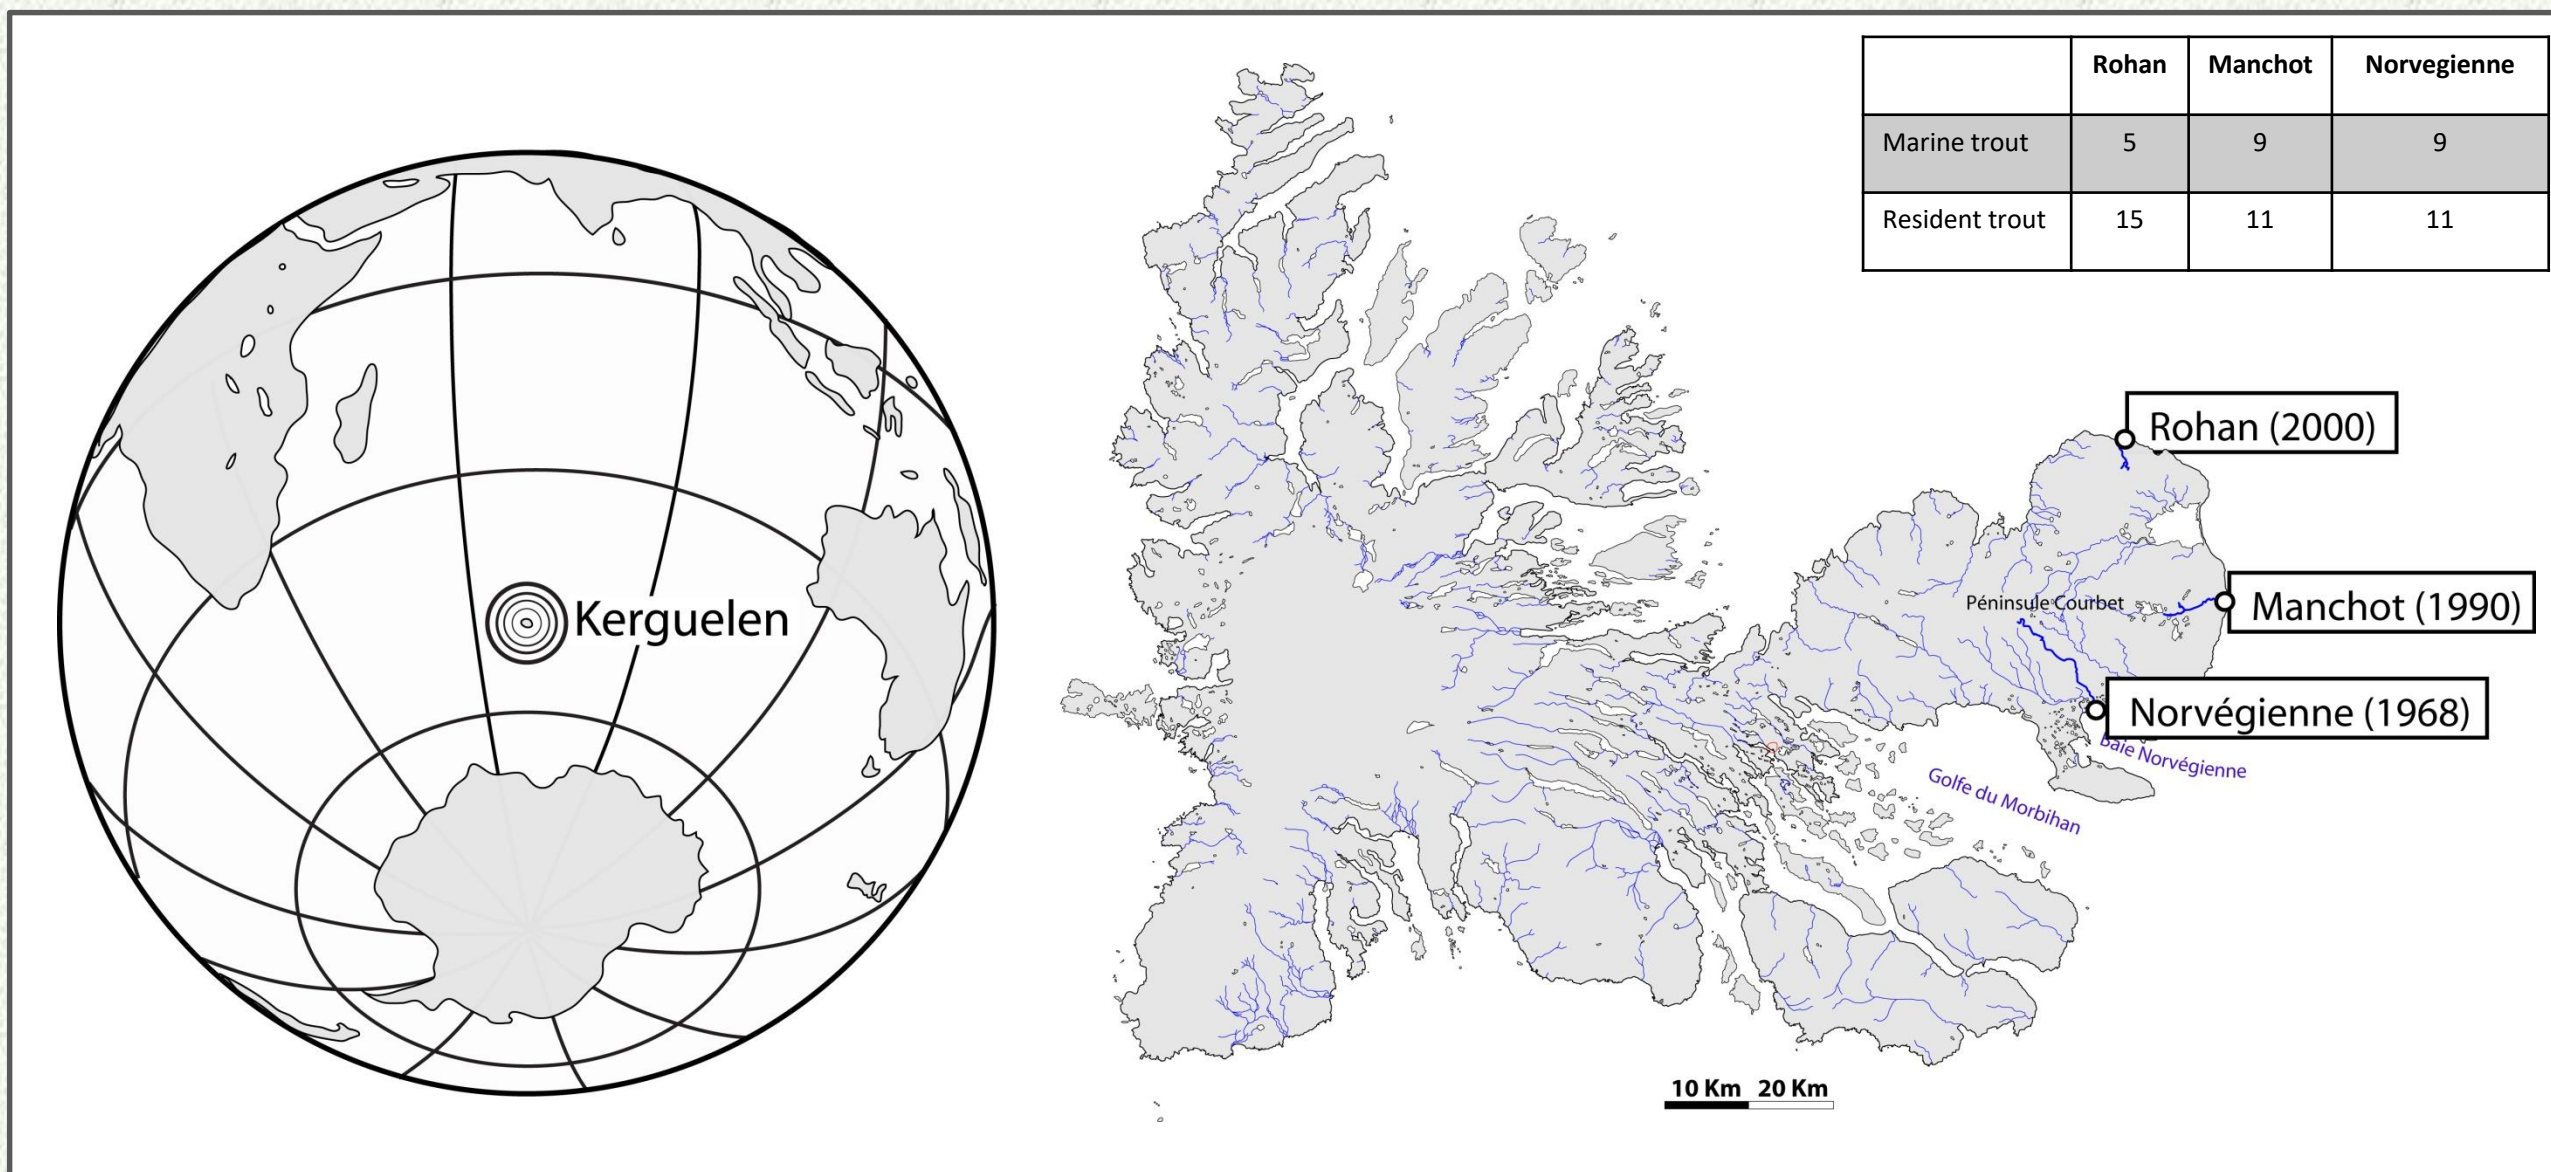 Rohan Manchot Norvegienne
Marine trout 5 9 9
Resident trout 15 11 11
Kerguelen
Rohan (2000)
Péninsule Courbet
Manchot (1990)
Norvégienne (1968)
Baie Norvégienne
Golfe du Morbihan
10 Km 20 Km